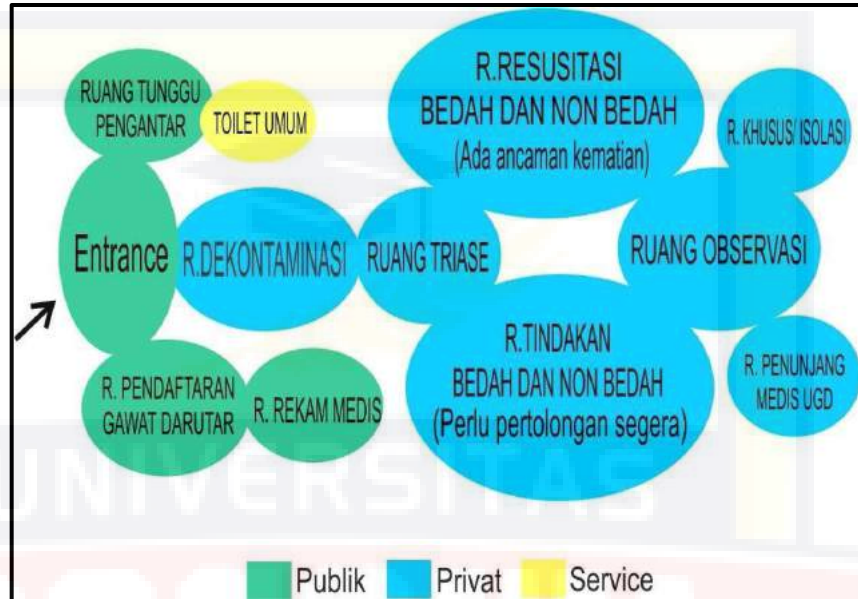 RUANG TUNGGU
PENGANTAR
TOILET UMUM
R.RESUSITASI
BEDAH DAN NON BEDAH
(Ada ancaman kematian)
R. KHUSUS/ ISOLASI
Entrance
R.DEKONTAMINASI
RUANG TRIASE
RUANG OBSERVASI
R. PENDAFTARAN
GAWAT DARUTAR
R. REKAM MEDIS
R.TINDAKAN
BEDAH DAN NON BEDAH
(Perlu pertolongan segera)
R. PENUNJANG
MEDIS UGD
UNIVERSITAS
Publik
Privat
Service